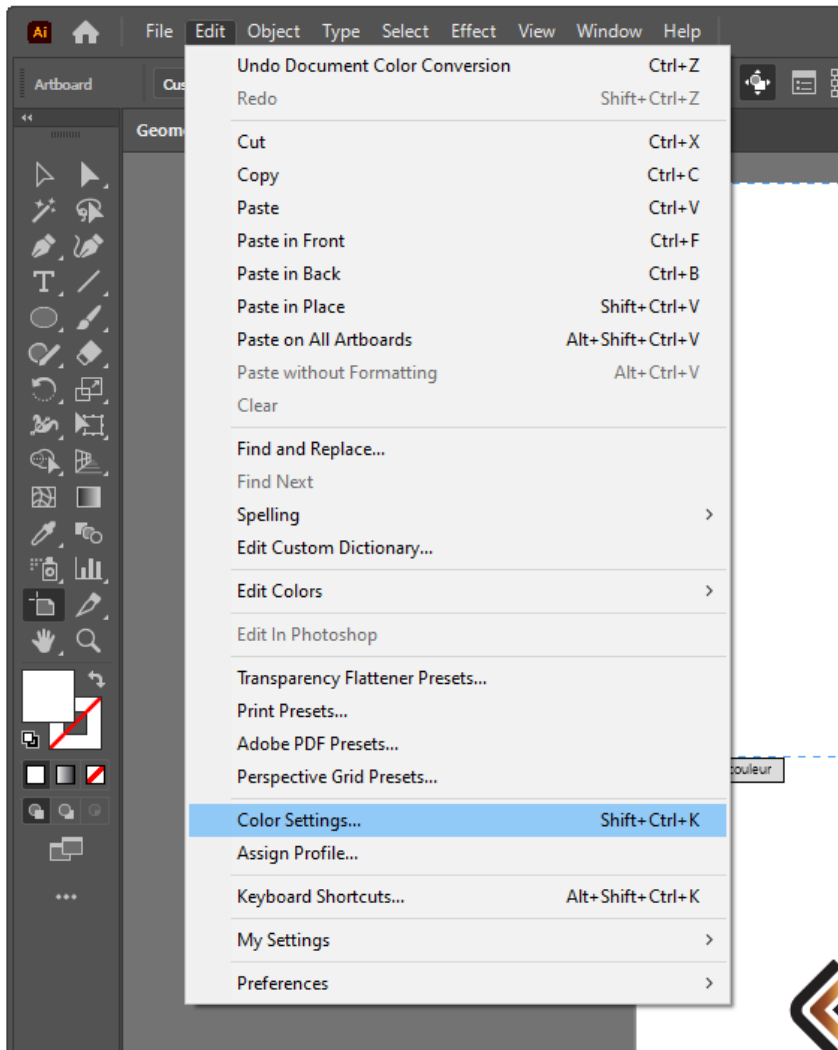 Ai File Edit Object Type Select Effect View Window Help
Artboard Cus
Geom
Undo Document Color Conversion Ctrl+Z
Redo Shift+Ctrl+Z
Cut Ctrl+X
Copy Ctrl+C
Paste Ctrl+V
Paste in Front Ctrl+F
Paste in Back Ctrl+B
Paste in Place Shift+Ctrl+V
Paste on All Artboards Alt+Shift+Ctrl+V
Paste without Formatting Alt+Ctrl+V
Clear
Find and Replace...
Find Next
Spelling
Edit Custom Dictionary...
Edit Colors
Edit In Photoshop
Transparency Flattener Presets...
Print Presets...
Adobe PDF Presets...
Perspective Grid Presets...
couleur
Color Settings... Shift+Ctrl+K
Assign Profile...
Keyboard Shortcuts... Alt+Shift+Ctrl+K
My Settings
Preferences